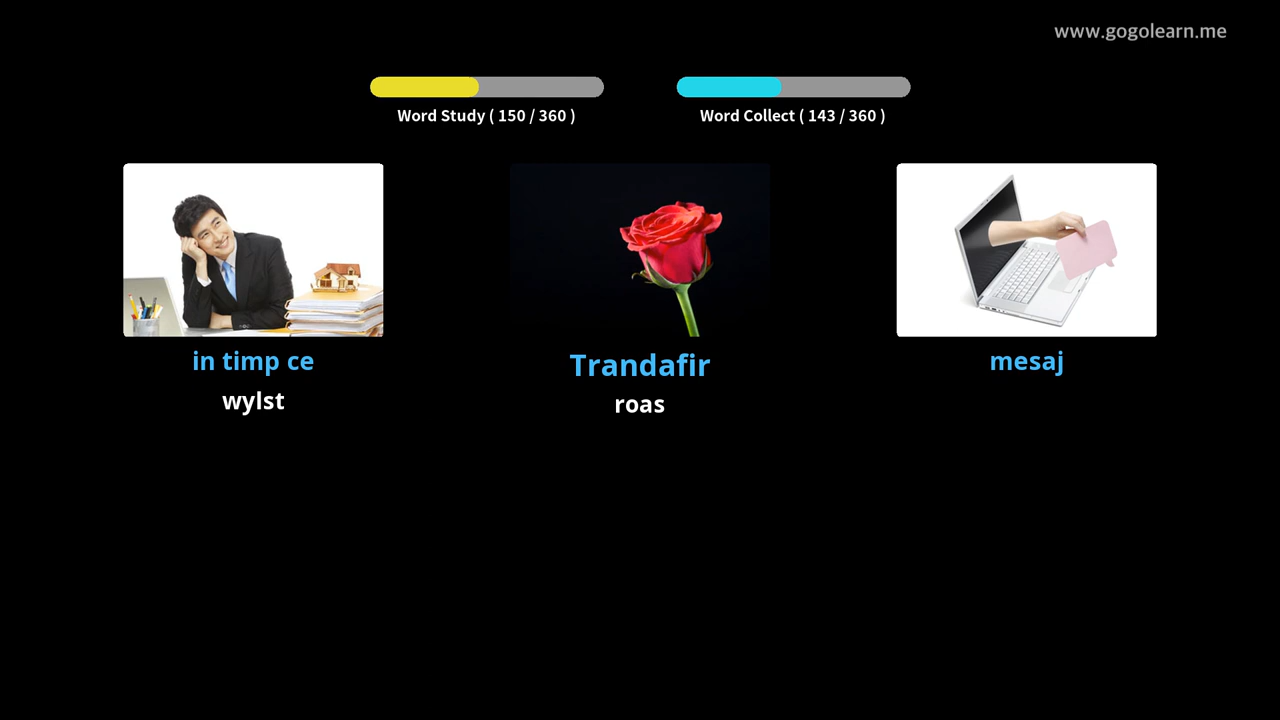 www.gogolearn.me
Word Study ( 150 / 360 )
Word Collect ( 143 / 360 )
in timp ce
wylst
Trandafir
roas
mesaj